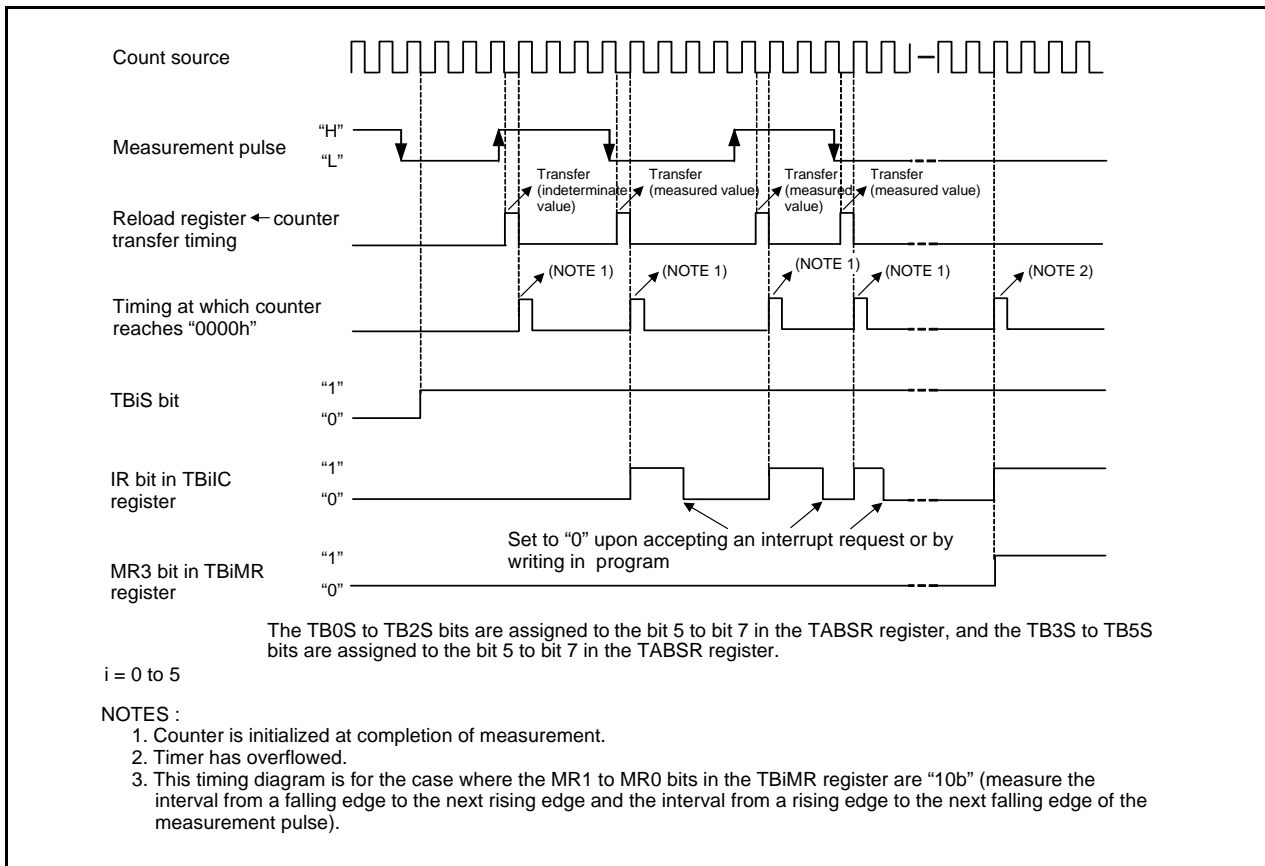 Count source
Measurement pulse
“H”
“L”
Transfer
(indeterminate
value)
Transfer
(measured value)
Transfer
(measured
value)
Transfer
(measured value)
Reload register ← counter
transfer timing
(NOTE 1)
(NOTE 1)
(NOTE 1)
(NOTE 1)
(NOTE 2)
Timing at which counter
reaches “0000h”
TBiS bit
“1”
“0”
IR bit in TBiIC
register
“1”
“0”
Set to “0” upon accepting an interrupt request or by
writing in program
MR3 bit in TBiMR
register
“1”
“0”
The TB0S to TB2S bits are assigned to the bit 5 to bit 7 in the TABSR register, and the TB3S to TB5S
bits are assigned to the bit 5 to bit 7 in the TABSR register.
i = 0 to 5
NOTES :
1. Counter is initialized at completion of measurement.
2. Timer has overflowed.
3. This timing diagram is for the case where the MR1 to MR0 bits in the TBiMR register are “10b” (measure the
interval from a falling edge to the next rising edge and the interval from a rising edge to the next falling edge of the
measurement pulse).